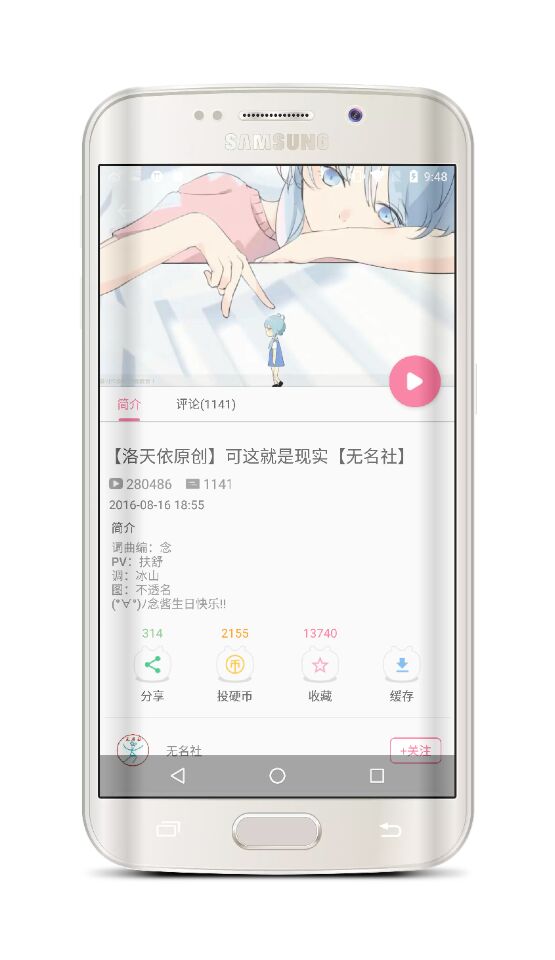 SAMSUNG
9:48
简介
评论(1141)
【洛天依原创】可这就是现实【无名社】
280486 1141
2016-08-16 18:55
简介
词曲编：念
PV：扶舒
调：冰山
图：不透名
(*°∀°)/念酱生日快乐!!
314 2155 13740
分享 投硬币 收藏 缓存
无名社 +关注